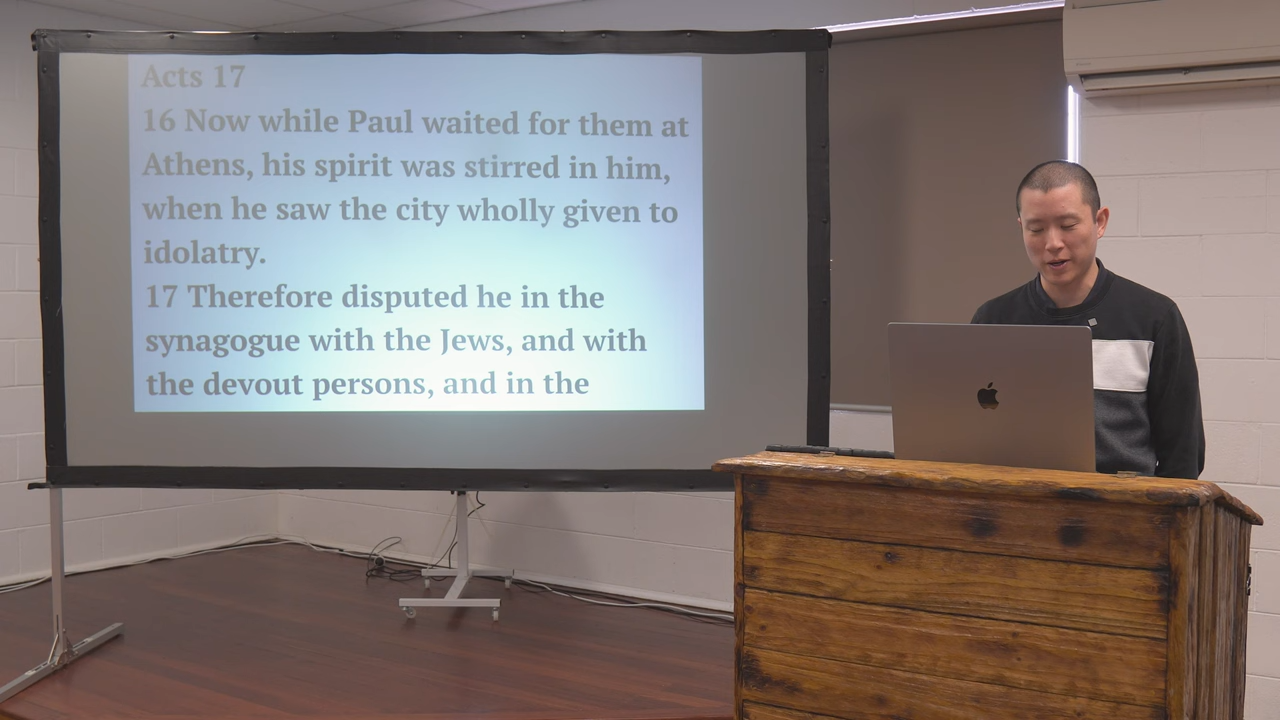 Acts 17
16 Now while Paul waited for them at
Athens, his spirit was stirred in him,
when he saw the city wholly given to
idolatry.
17 Therefore disputed he in the
synagogue with the Jews, and with
the devout persons, and in the